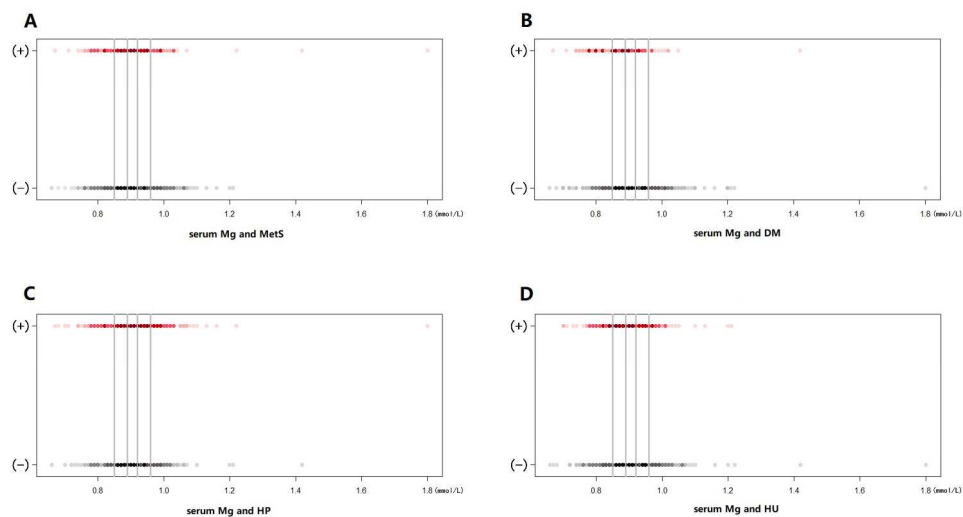 A
B
(+)
(−)
0.8 1.0 1.2 1.4 1.6 1.8 (mmol/L)
serum Mg and MetS
(+)
(−)
0.8 1.0 1.2 1.4 1.6 1.8 (mmol/L)
serum Mg and DM
C
D
(+)
(−)
0.8 1.0 1.2 1.4 1.6 1.8 (mmol/L)
serum Mg and HP
(+)
(−)
0.8 1.0 1.2 1.4 1.6 1.8 (mmol/L)
serum Mg and HU